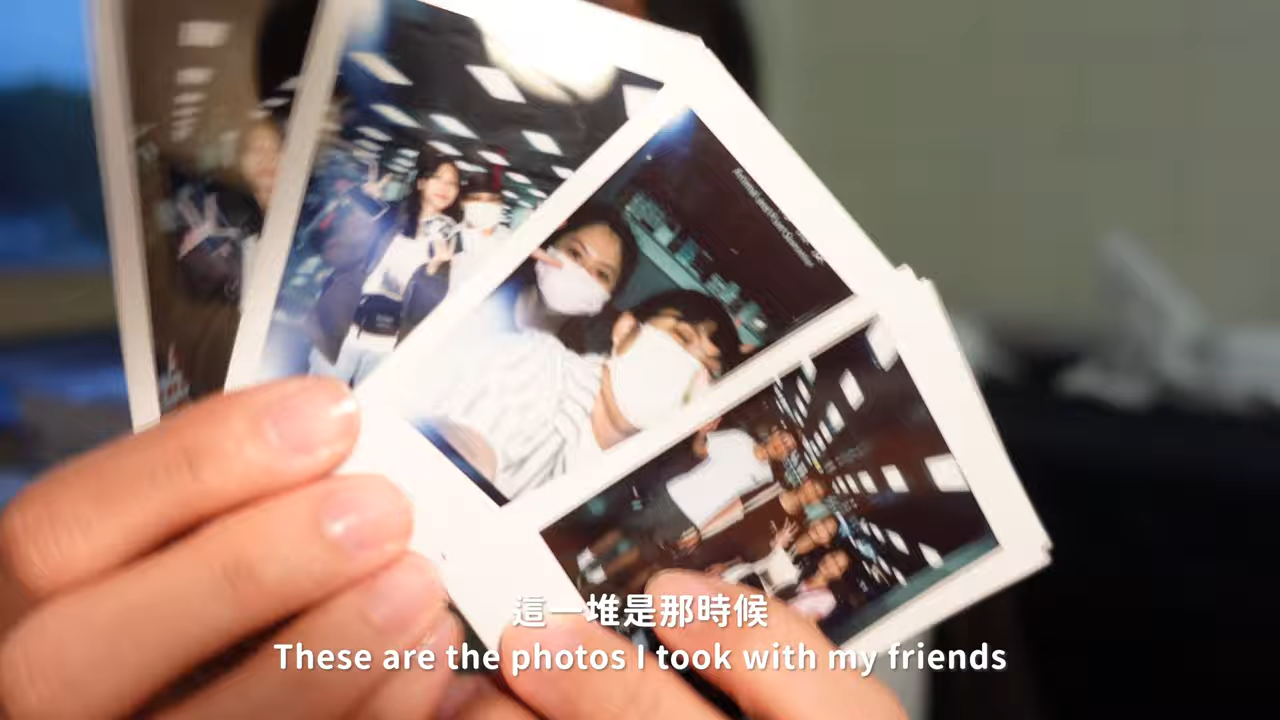 這一堆是那時候
These are the photos I took with my friends